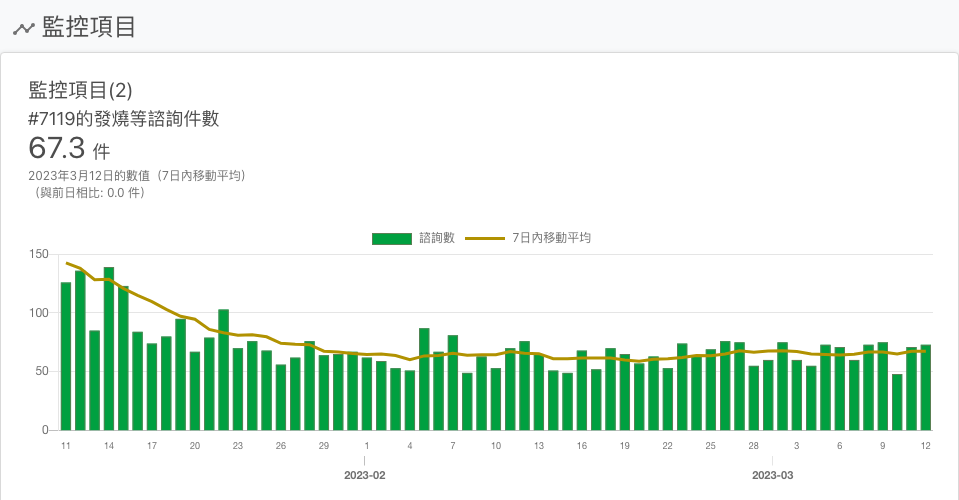 監控項目
監控項目(2)
#7119的發燒等諮詢件數
67.3 件
2023年3月12日的數值（7日內移動平均）
（與前日相比: 0.0 件）
諮詢數 7日內移動平均
150
100
50
0
11 14 17 20 23 26 29 1 4 7 10 13 16 19 22 25 28 3 6 9 12
2023-02 2023-03